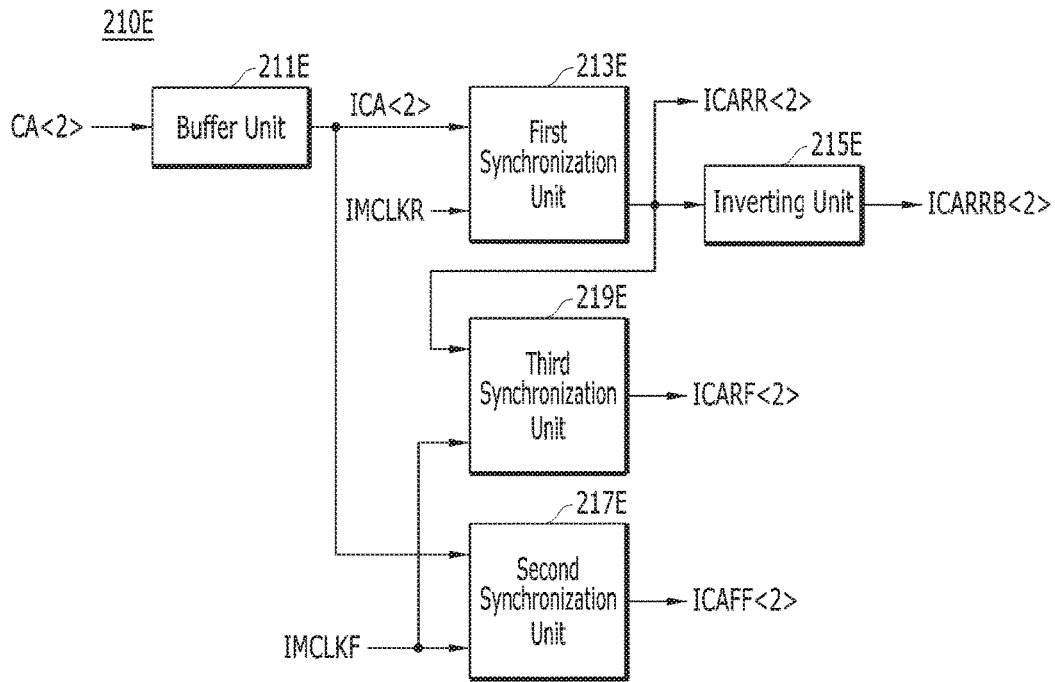 210E
211E
213E
CA<2>
Buffer Unit
ICA<2>
IMCLKR
First
Synchronization
Unit
ICARR<2>
215E
Inverting Unit
ICARRB<2>
219E
Third
Synchronization
Unit
ICARF<2>
217E
Second
Synchronization
Unit
ICAFF<2>
IMCLKF